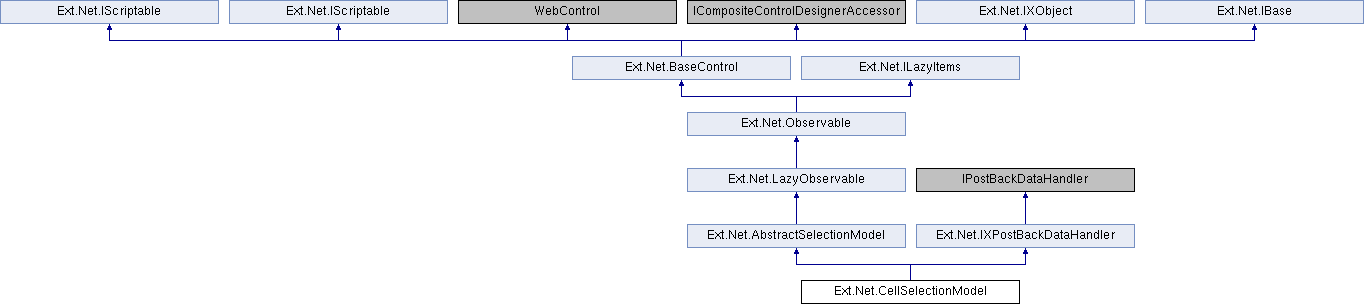 Ext.Net.IScriptable
Ext.Net.IScriptable
WebControl
ICompositeControlDesignerAccessor
Ext.Net.IXObject
Ext.Net.IBase
Ext.Net.BaseControl
Ext.Net.ILazyItems
Ext.Net.Observable
Ext.Net.LazyObservable
IPostBackDataHandler
Ext.Net.AbstractSelectionModel
Ext.Net.IXPostBackDataHandler
Ext.Net.CellSelectionModel